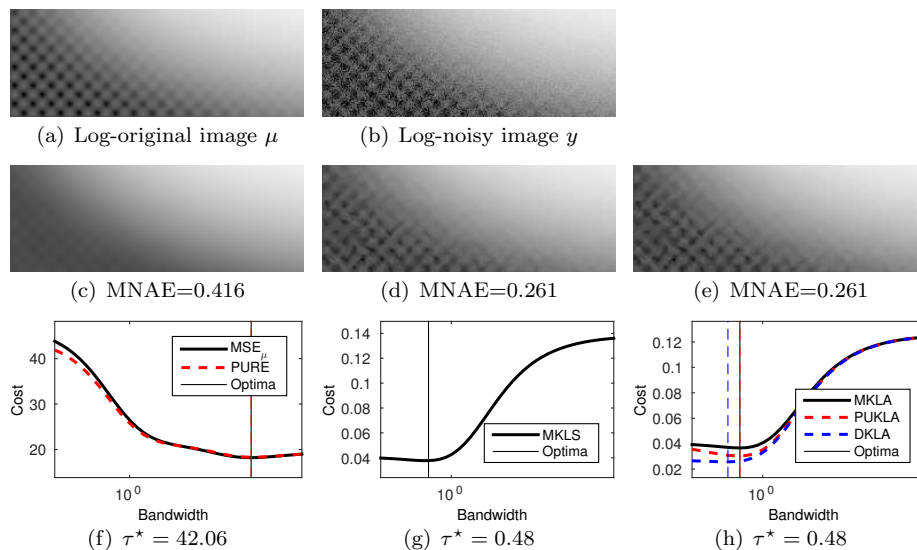 (a) Log-original image μ
(b) Log-noisy image y
(c) MNAE=0.416
(d) MNAE=0.261
(e) MNAE=0.261
Cost
40
30
20
MSE_μ
PURE
Optima
10^0
Bandwidth
(f) τ⋆ = 42.06
Cost
0.14
0.12
0.1
0.08
0.06
0.04
MKLS
Optima
10^0
Bandwidth
(g) τ⋆ = 0.48
Cost
0.12
0.1
0.08
0.06
0.04
0.02
MKLA
PUKLA
DKLA
Optima
10^0
Bandwidth
(h) τ⋆ = 0.48